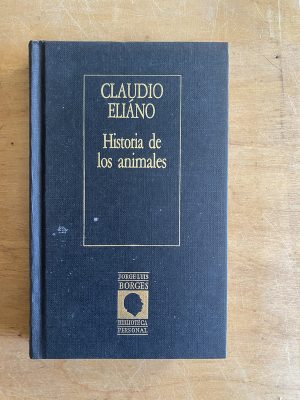 CLAUDIO
ELIANO
Historia de
los animales
JORGE LUIS
BORGES
BIBLIOTECA
PERSONAL